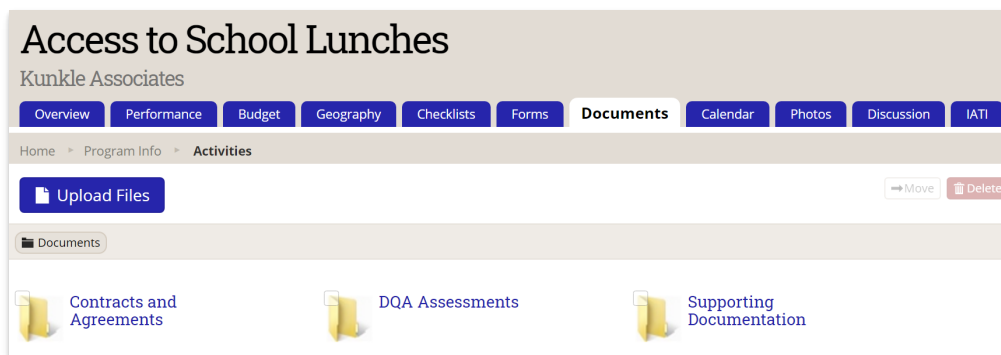 Access to School Lunches
Kunkle Associates
Overview Performance Budget Geography Checklists Forms Documents Calendar Photos Discussion IATI
Home Program Info Activities
Upload Files Move Delete
Documents
Contracts and Agreements
DQA Assessments
Supporting Documentation